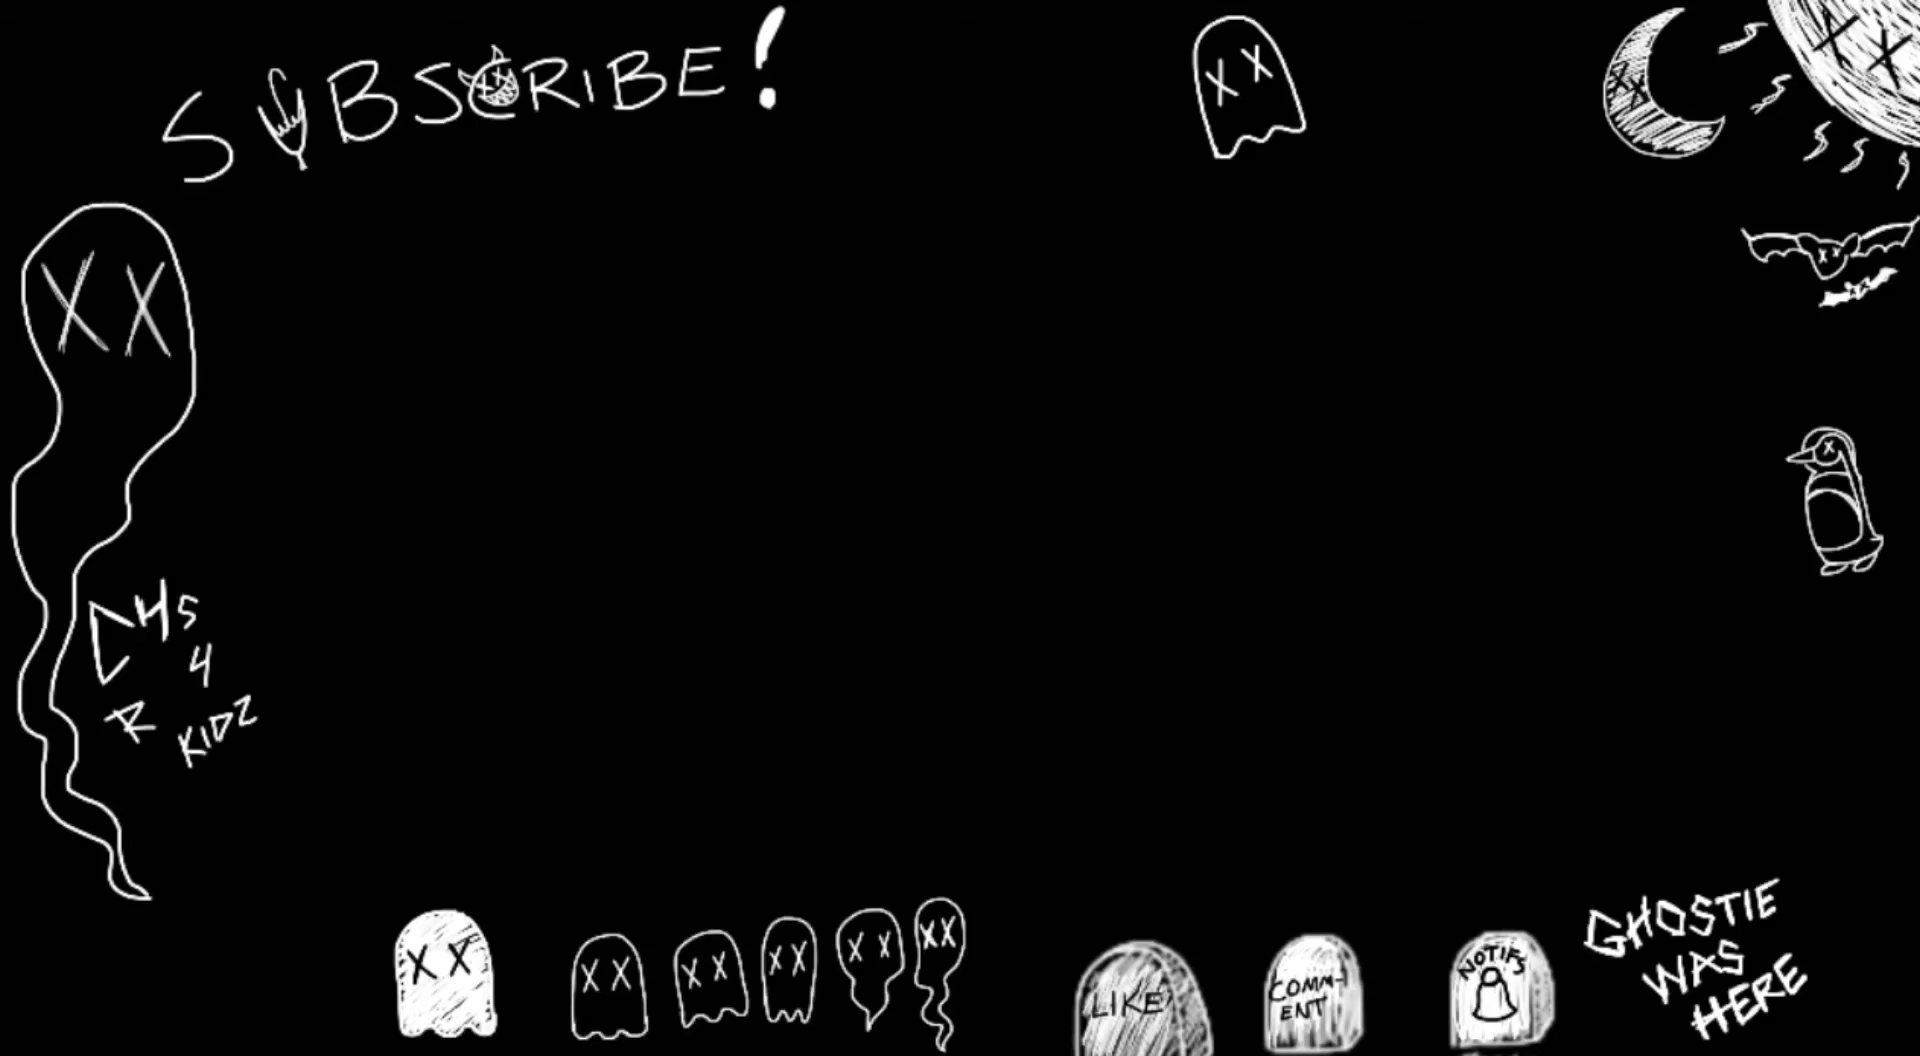 SUBSCRIBE!
CHS
4
R KIDZ
LIKE
COMM-
ENT
NOTIFS
GHOSTIE
WAS
HERE